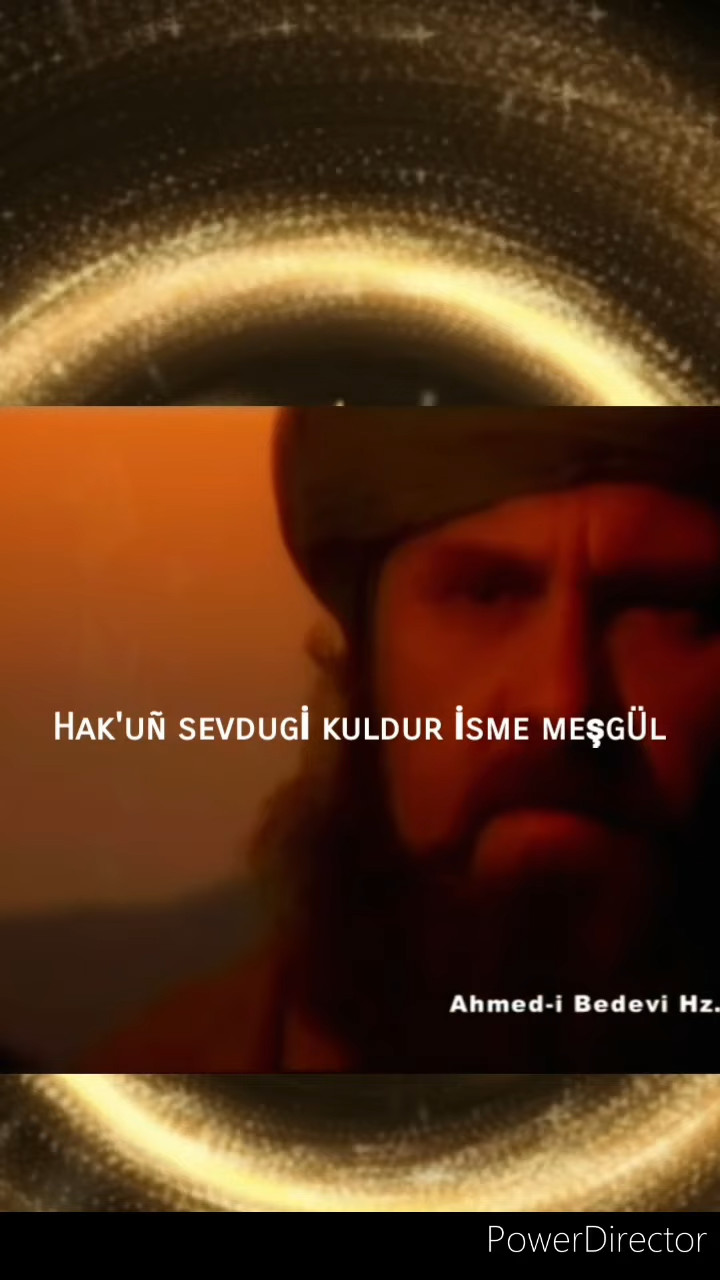 Hak'uñ sevdugİ kuldur İsme meşgÜl
Ahmed-i Bedevi Hz.
PowerDirector